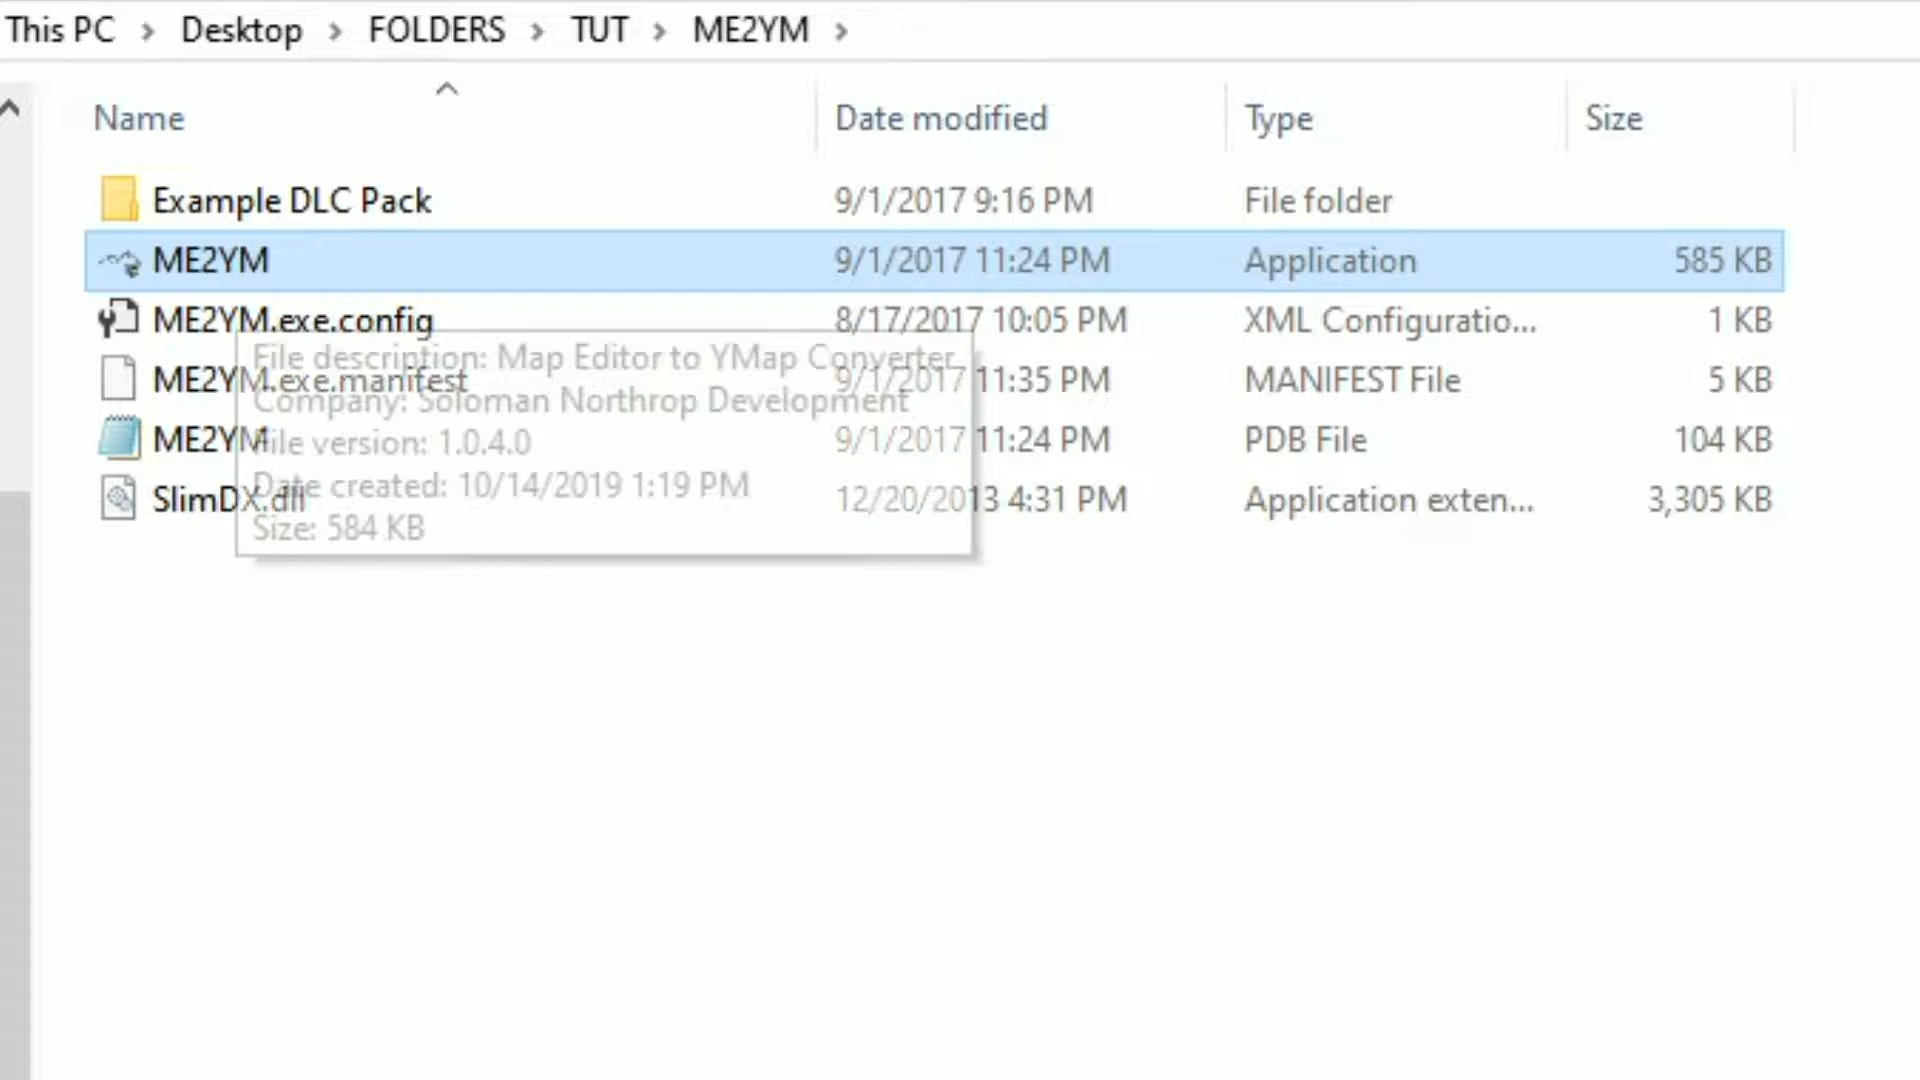 This PC > Desktop > FOLDERS > TUT > ME2YM >
Name Date modified Type Size
Example DLC Pack 9/1/2017 9:16 PM File folder
ME2YM 9/1/2017 11:24 PM Application 585 KB
ME2YM.exe.config 8/17/2017 10:05 PM XML Configuratio... 1 KB
File description: Map Editor to YMap Converter
ME2YM.exe.manifest 9/1/2017 11:35 PM MANIFEST File 5 KB
Company: Soloman Northrop Development
ME2YM 9/1/2017 11:24 PM PDB File 104 KB
File version: 1.0.4.0
Date created: 10/14/2019 1:19 PM
SlimDX.dll 12/20/2013 4:31 PM Application exten... 3,305 KB
Size: 584 KB